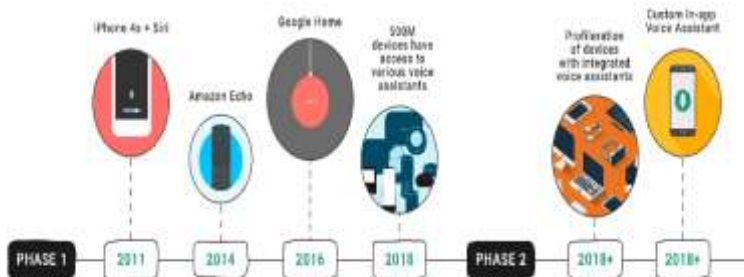 iPhone 4s + Siri
Amazon Echo
Google Home
500M
devices have
access to
various voice
assistants
Profileration
of devices
with integrated
voice assistants
Custom In-app
Voice Assistant
PHASE 1
2011
2014
2016
2018
PHASE 2
2018+
2018+